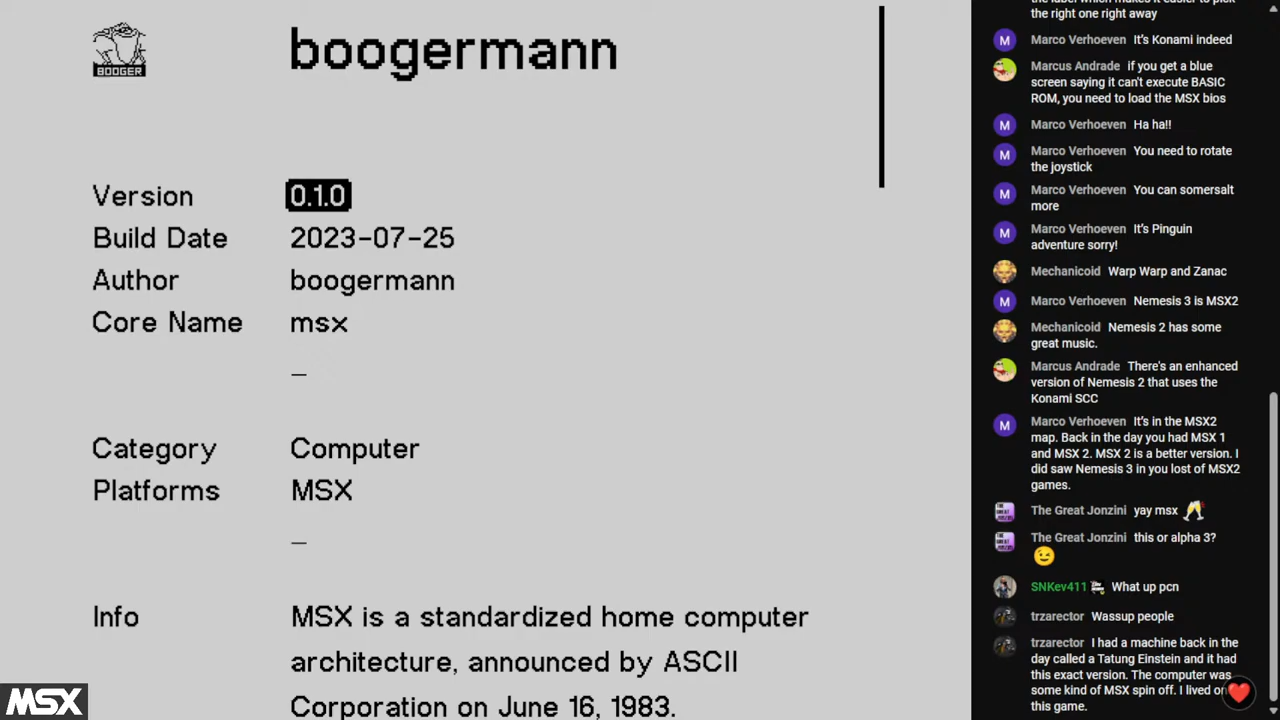 BOOGER
boogermann
Version 0.1.0
Build Date 2023-07-25
Author boogermann
Core Name msx
_
Category Computer
Platforms MSX
_
Info MSX is a standardized home computer
architecture, announced by ASCII
Corporation on June 16, 1983.
MSX
the label which makes it easier to pick
the right one right away
M Marco Verhoeven It's Konami indeed
Marcus Andrade if you get a blue
screen saying it can't execute BASIC
ROM, you need to load the MSX bios
M Marco Verhoeven Ha ha!!
M Marco Verhoeven You need to rotate
the joystick
M Marco Verhoeven You can somersalt
more
M Marco Verhoeven It's Pinguin
adventure sorry!
Mechanicoid Warp Warp and Zanac
M Marco Verhoeven Nemesis 3 is MSX2
Mechanicoid Nemesis 2 has some
great music.
Marcus Andrade There's an enhanced
version of Nemesis 2 that uses the
Konami SCC
M Marco Verhoeven It's in the MSX2
map. Back in the day you had MSX 1
and MSX 2. MSX 2 is a better version. I
did saw Nemesis 3 in you lost of MSX2
games.
The Great Jonzini yay msx 🥂
The Great Jonzini this or alpha 3?
😉
SNKev411 What up pcn
trzarector Wassup people
trzarector I had a machine back in the
day called a Tatung Einstein and it had
this exact version. The computer was
some kind of MSX spin off. I lived on
this game.